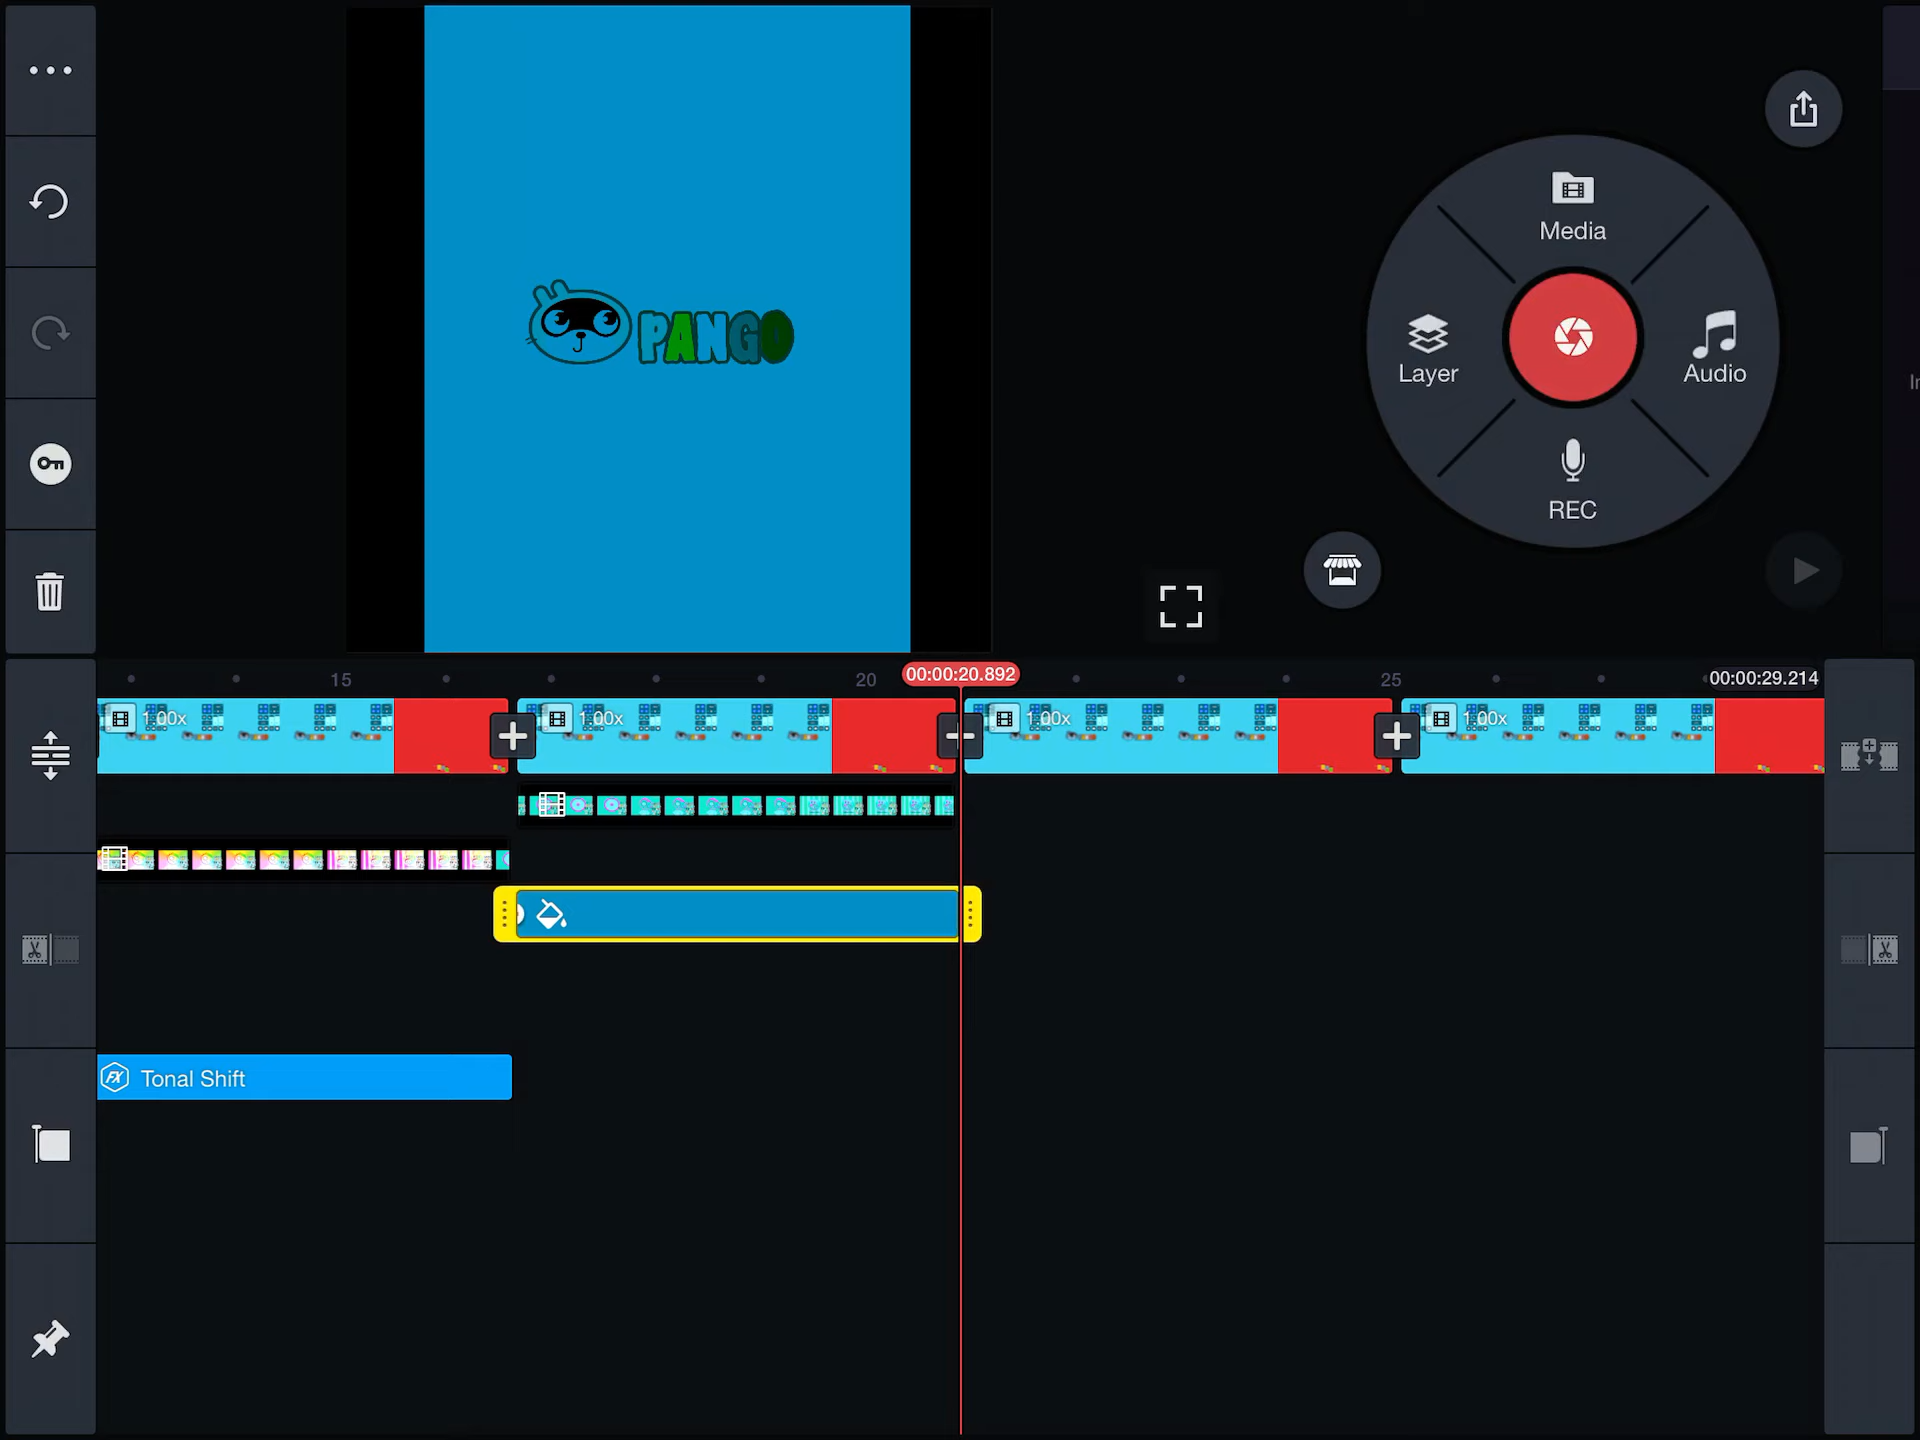 Media
Layer
Audio
REC
PANGO
15
20
00:00:20.892
25
00:00:29.214
1.00x
1.00x
1.00x
1.00x
Tonal Shift